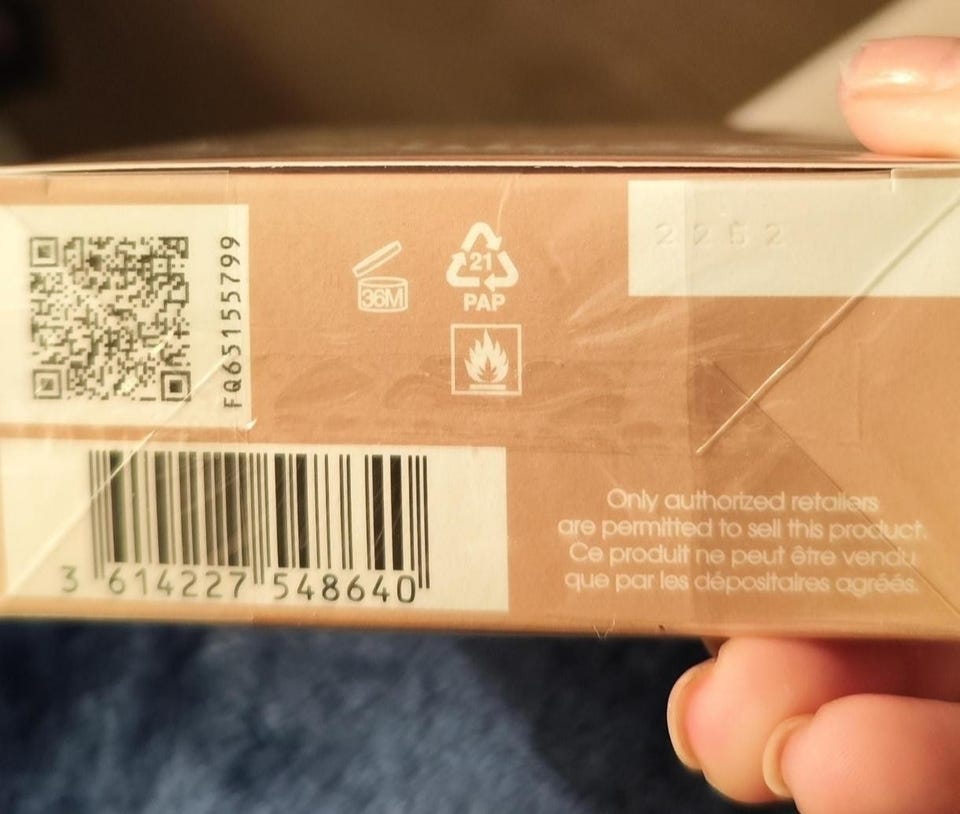 FQ65155799
36M
21
PAP
3 614227 548640
Only authorized retailers
are permitted to sell this product.
Ce produit ne peut être vendu
que par les dépositaires agréés.